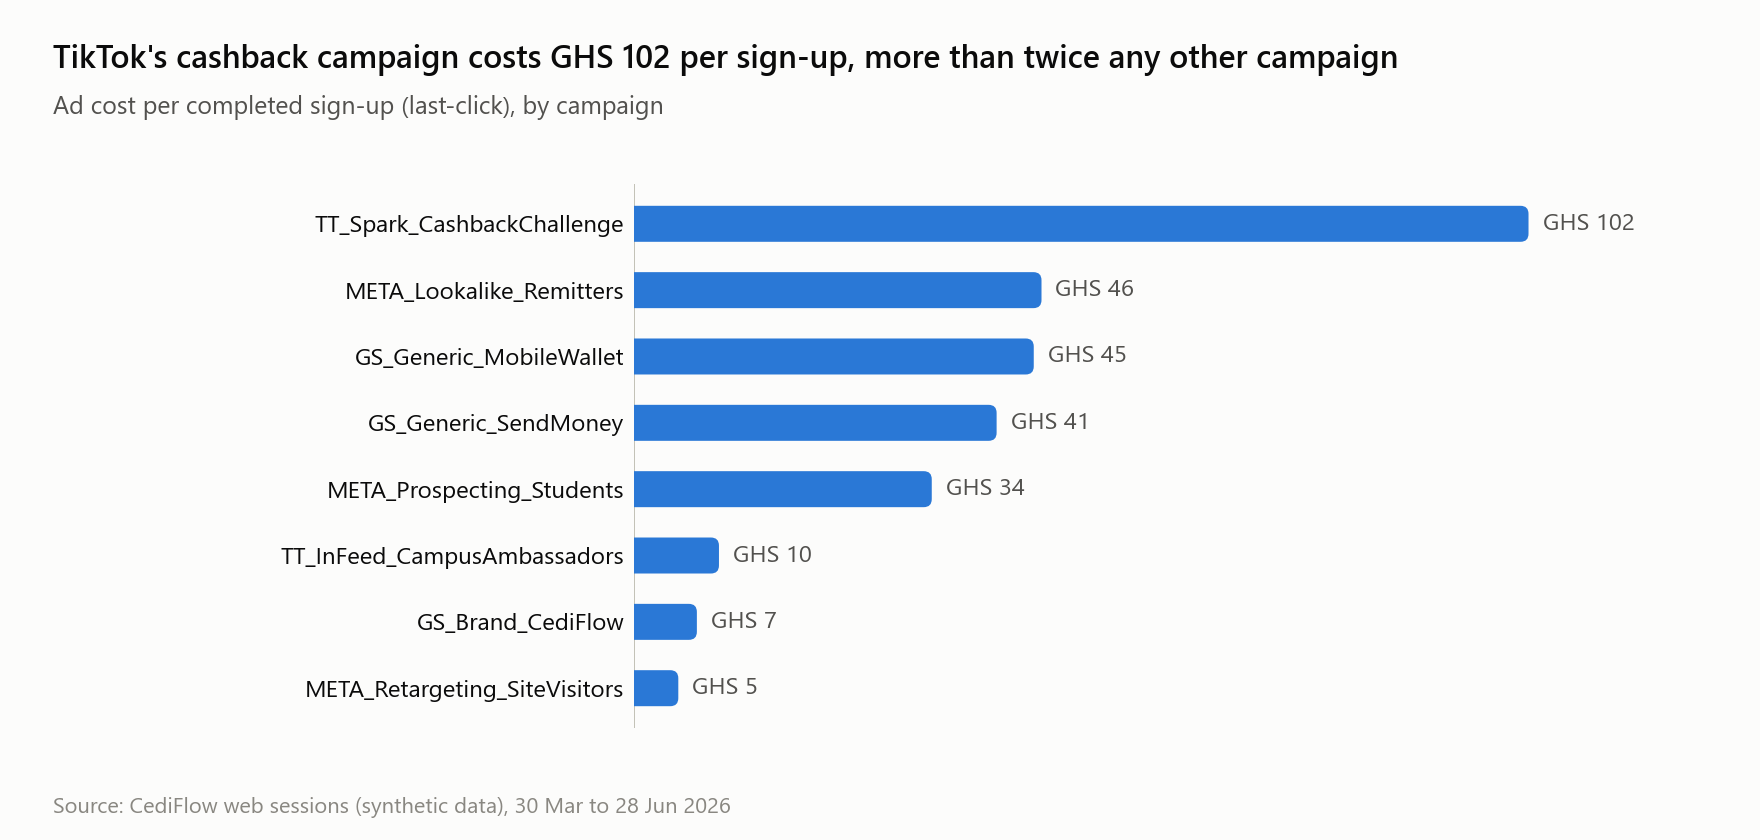 TikTok's cashback campaign costs GHS 102 per sign-up, more than twice any other campaign
Ad cost per completed sign-up (last-click), by campaign
TT_Spark_CashbackChallenge GHS 102
META_Lookalike_Remitters GHS 46
GS_Generic_MobileWallet GHS 45
GS_Generic_SendMoney GHS 41
META_Prospecting_Students GHS 34
TT_InFeed_CampusAmbassadors GHS 10
GS_Brand_CediFlow GHS 7
META_Retargeting_SiteVisitors GHS 5
Source: CediFlow web sessions (synthetic data), 30 Mar to 28 Jun 2026